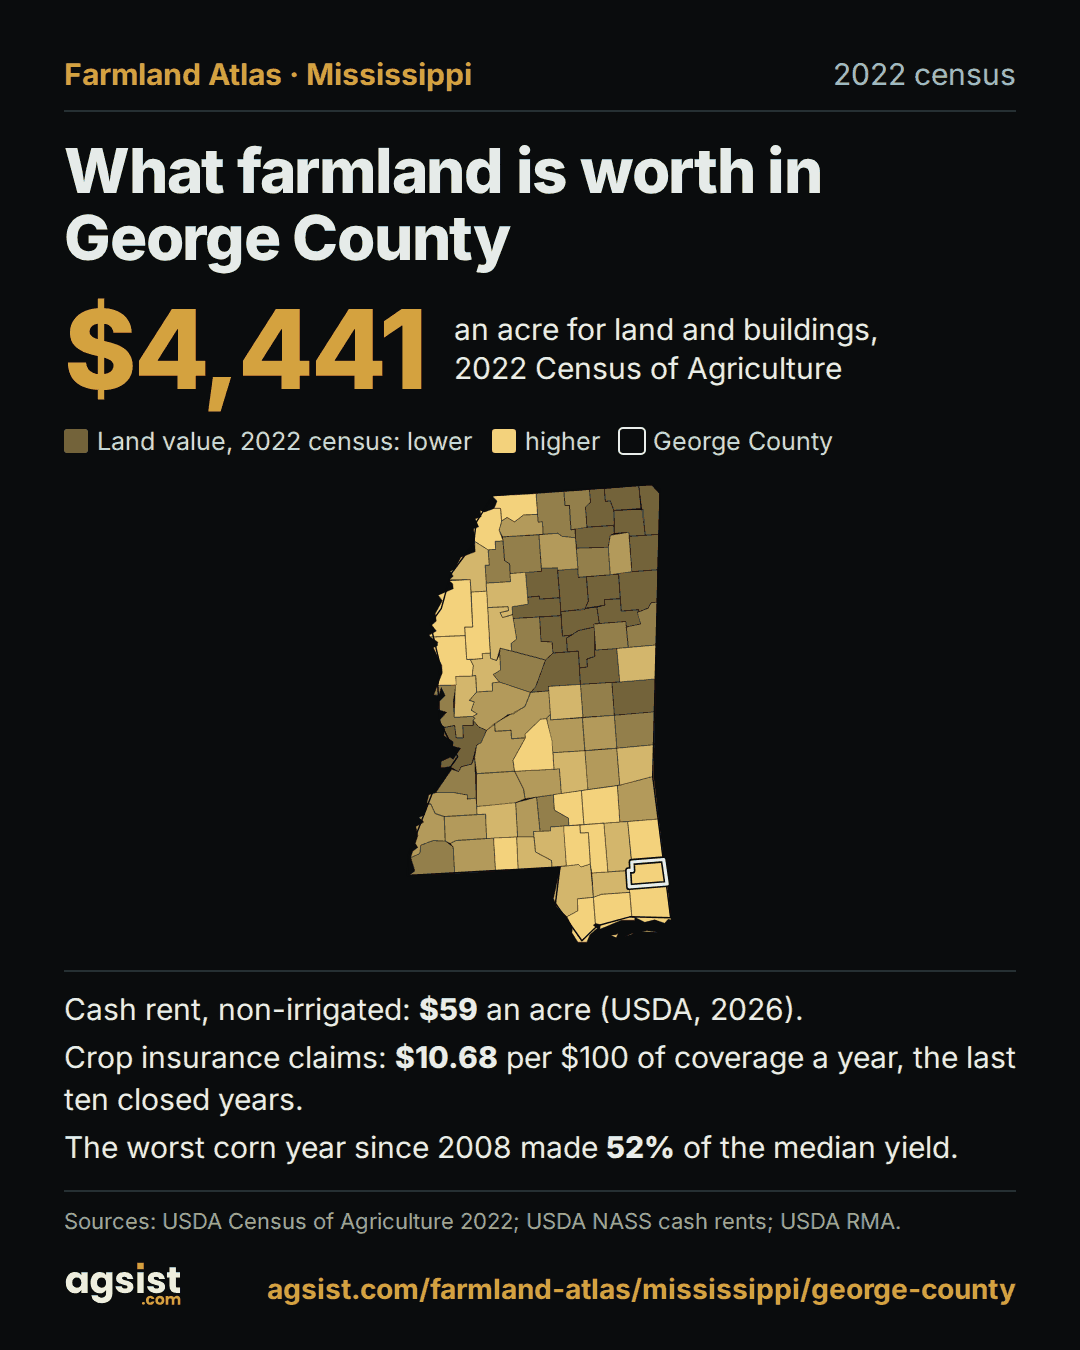 Farmland Atlas · Mississippi
2022 census
What farmland is worth in
George County
$4,441
an acre for land and buildings,
2022 Census of Agriculture
Land value, 2022 census: lower
higher
George County
Cash rent, non-irrigated: $59 an acre (USDA, 2026).
Crop insurance claims: $10.68 per $100 of coverage a year, the last
ten closed years.
The worst corn year since 2008 made 52% of the median yield.
Sources: USDA Census of Agriculture 2022; USDA NASS cash rents; USDA RMA.
agsist
.com
agsist.com/farmland-atlas/mississippi/george-county